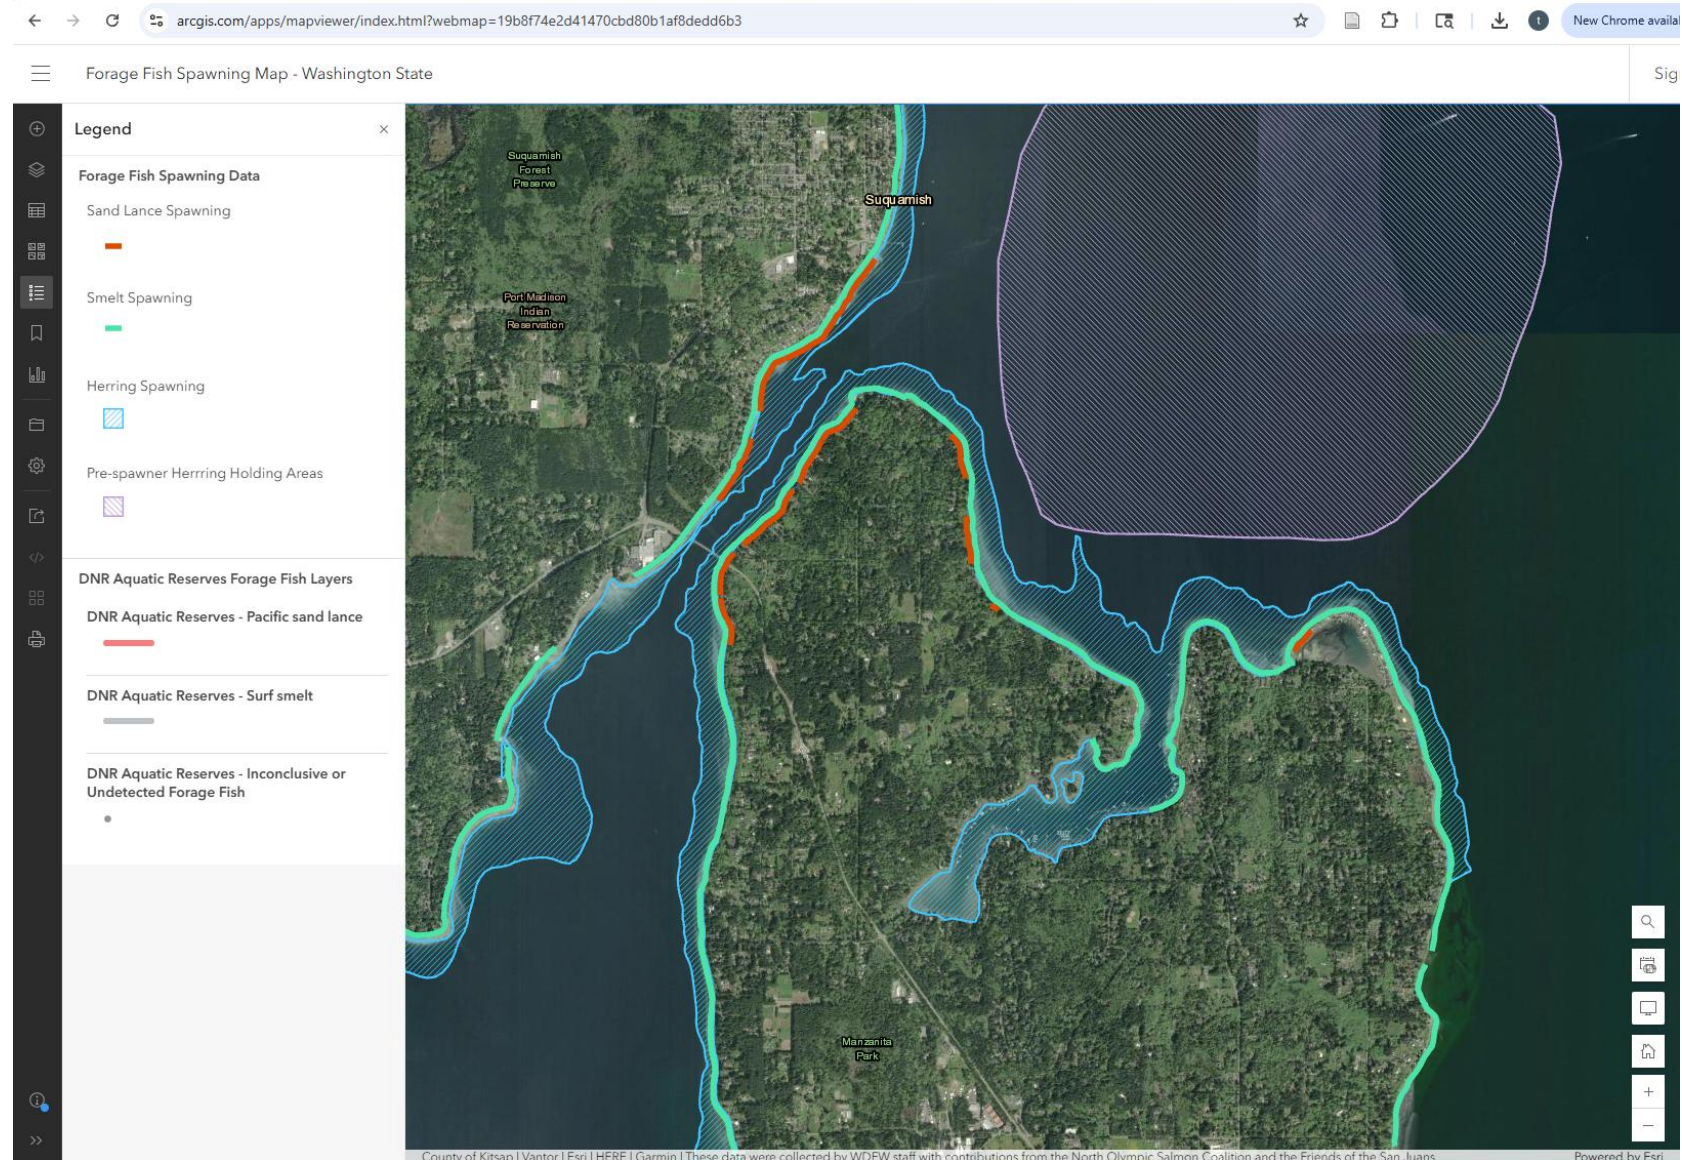 arcgis.com/apps/mapviewer/index.html?webmap=19b8f74e2d41470cbd80b1af8dedd6b3
t
New Chrome availa
Forage Fish Spawning Map - Washington State
Sig
Legend
Forage Fish Spawning Data
Sand Lance Spawning
Smelt Spawning
Herring Spawning
Pre-spawner Herrring Holding Areas
DNR Aquatic Reserves Forage Fish Layers
DNR Aquatic Reserves - Pacific sand lance
DNR Aquatic Reserves - Surf smelt
DNR Aquatic Reserves - Inconclusive or
Undetected Forage Fish
Suquamish
Forest
Preserve
Suquamish
Port Madison
Indian
Reservation
Manzanita
Park
County of Kitsap | Vantor | Esri | HERE | Garmin | These data were collected by WDFW staff with contributions from the North Olympic Salmon Coalition and the Friends of the San Juans.
Powered by Esri